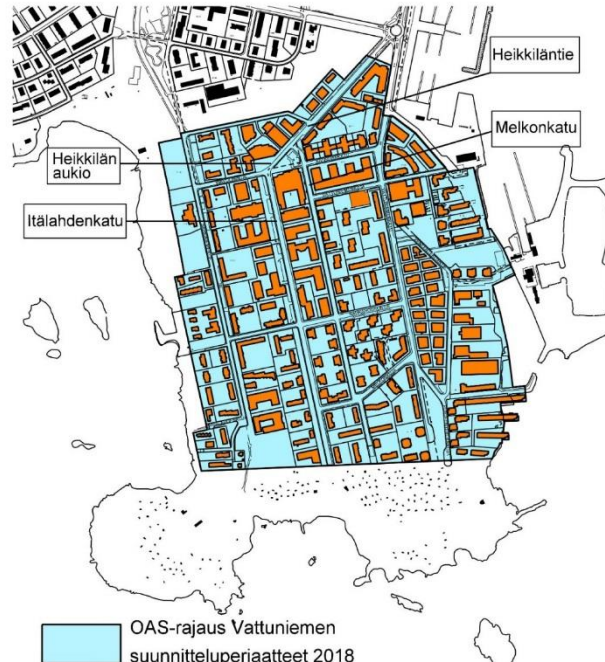 Heikkiläntie
Melkonkatu
Heikkilän
aukio
Itälahdenkatu
OAS-rajaus Vattuniemen
suunnitteluperiaatteet 2018